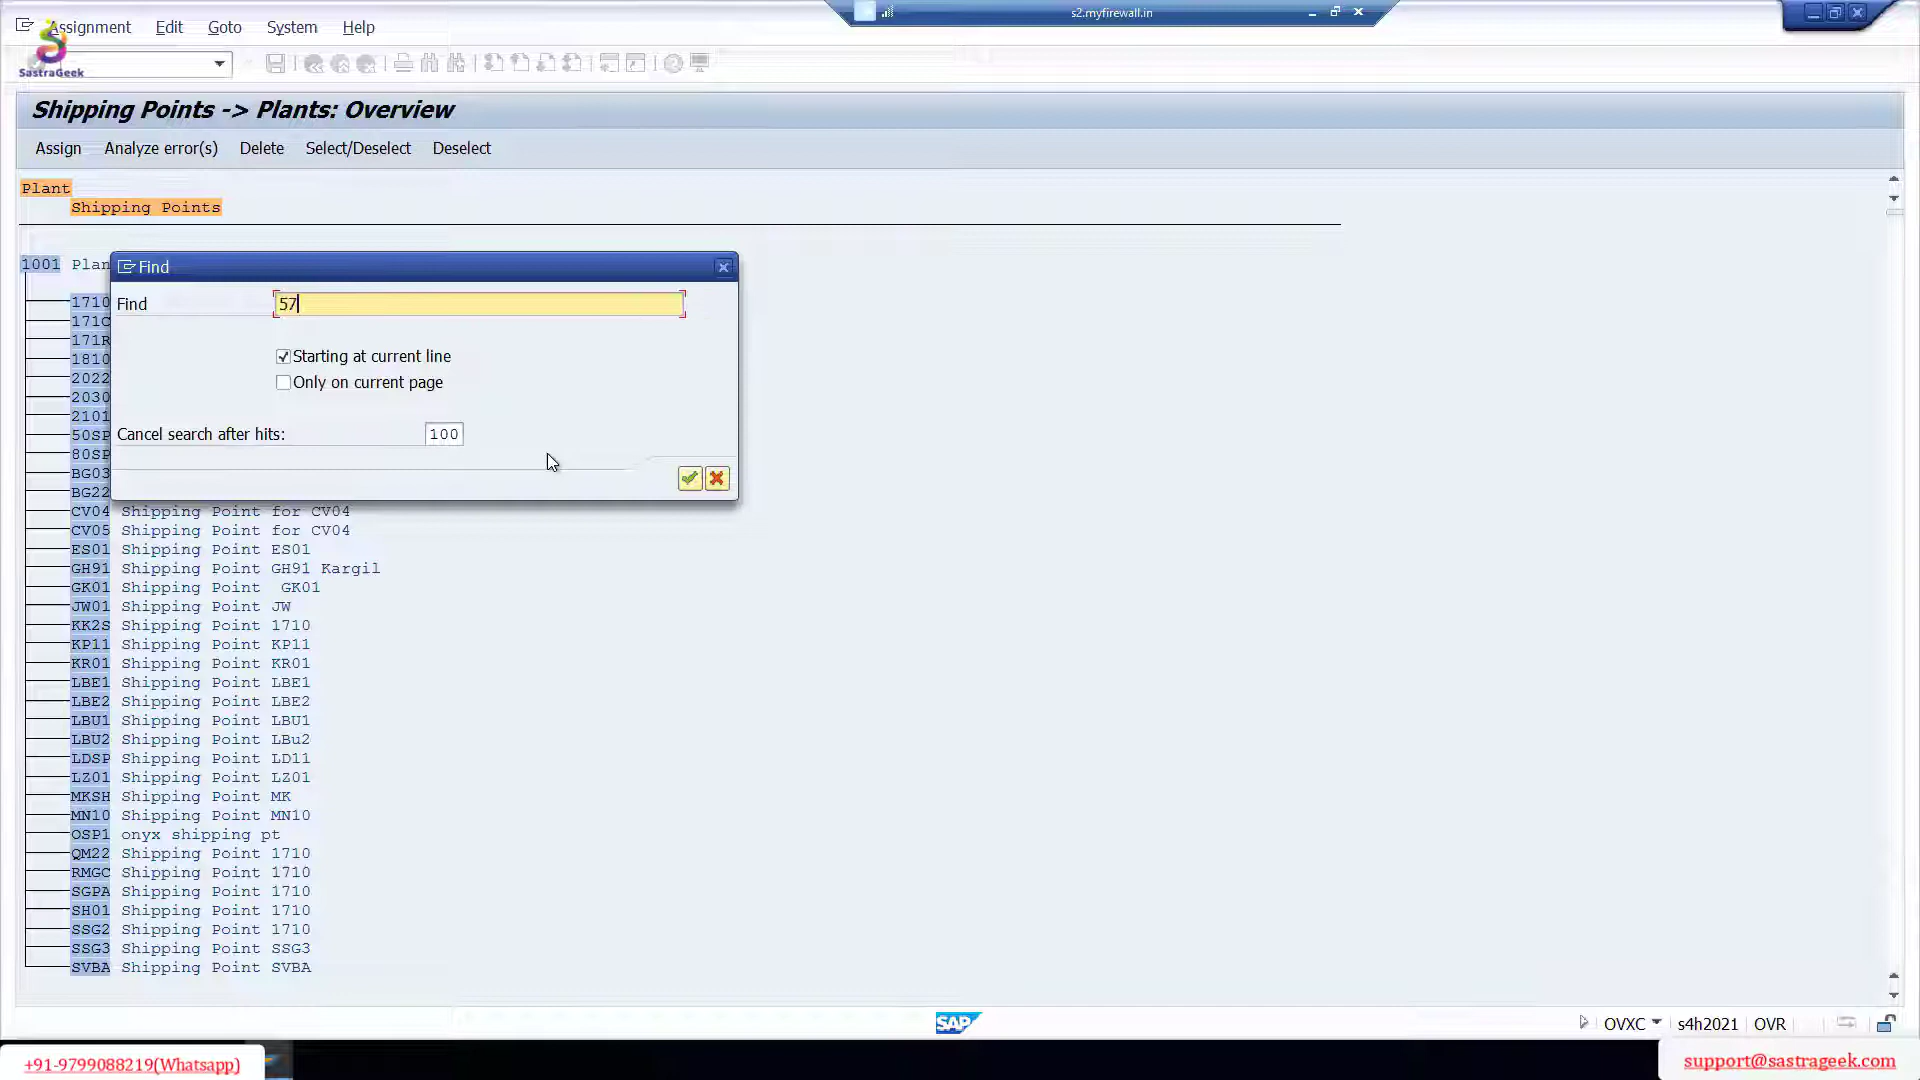 s2.myfirewall.in
Assignment Edit Goto System Help
SastraGeek
Shipping Points -> Plants: Overview
Assign Analyze error(s) Delete Select/Deselect Deselect
Plant
Shipping Points
1001 Plan
Find
Find 57
1710
171C
171R
1810
2022
2030
2101
50SP
80SP
BG03
BG22
Starting at current line
Only on current page
Cancel search after hits: 100
CV04 Shipping Point for CV04
CV05 Shipping Point for CV04
ES01 Shipping Point ES01
GH91 Shipping Point GH91 Kargil
GK01 Shipping Point GK01
JW01 Shipping Point JW
KK2S Shipping Point 1710
KP11 Shipping Point KP11
KR01 Shipping Point KR01
LBE1 Shipping Point LBE1
LBE2 Shipping Point LBE2
LBU1 Shipping Point LBU1
LBU2 Shipping Point LBu2
LDSP Shipping Point LD11
LZ01 Shipping Point LZ01
MKSH Shipping Point MK
MN10 Shipping Point MN10
OSP1 onyx shipping pt
QM22 Shipping Point 1710
RMGC Shipping Point 1710
SGPA Shipping Point 1710
SH01 Shipping Point 1710
SSG2 Shipping Point 1710
SSG3 Shipping Point SSG3
SVBA Shipping Point SVBA
SAP
OVXC s4h2021 OVR
+91-9799088219(Whatsapp)
support@sastrageek.com